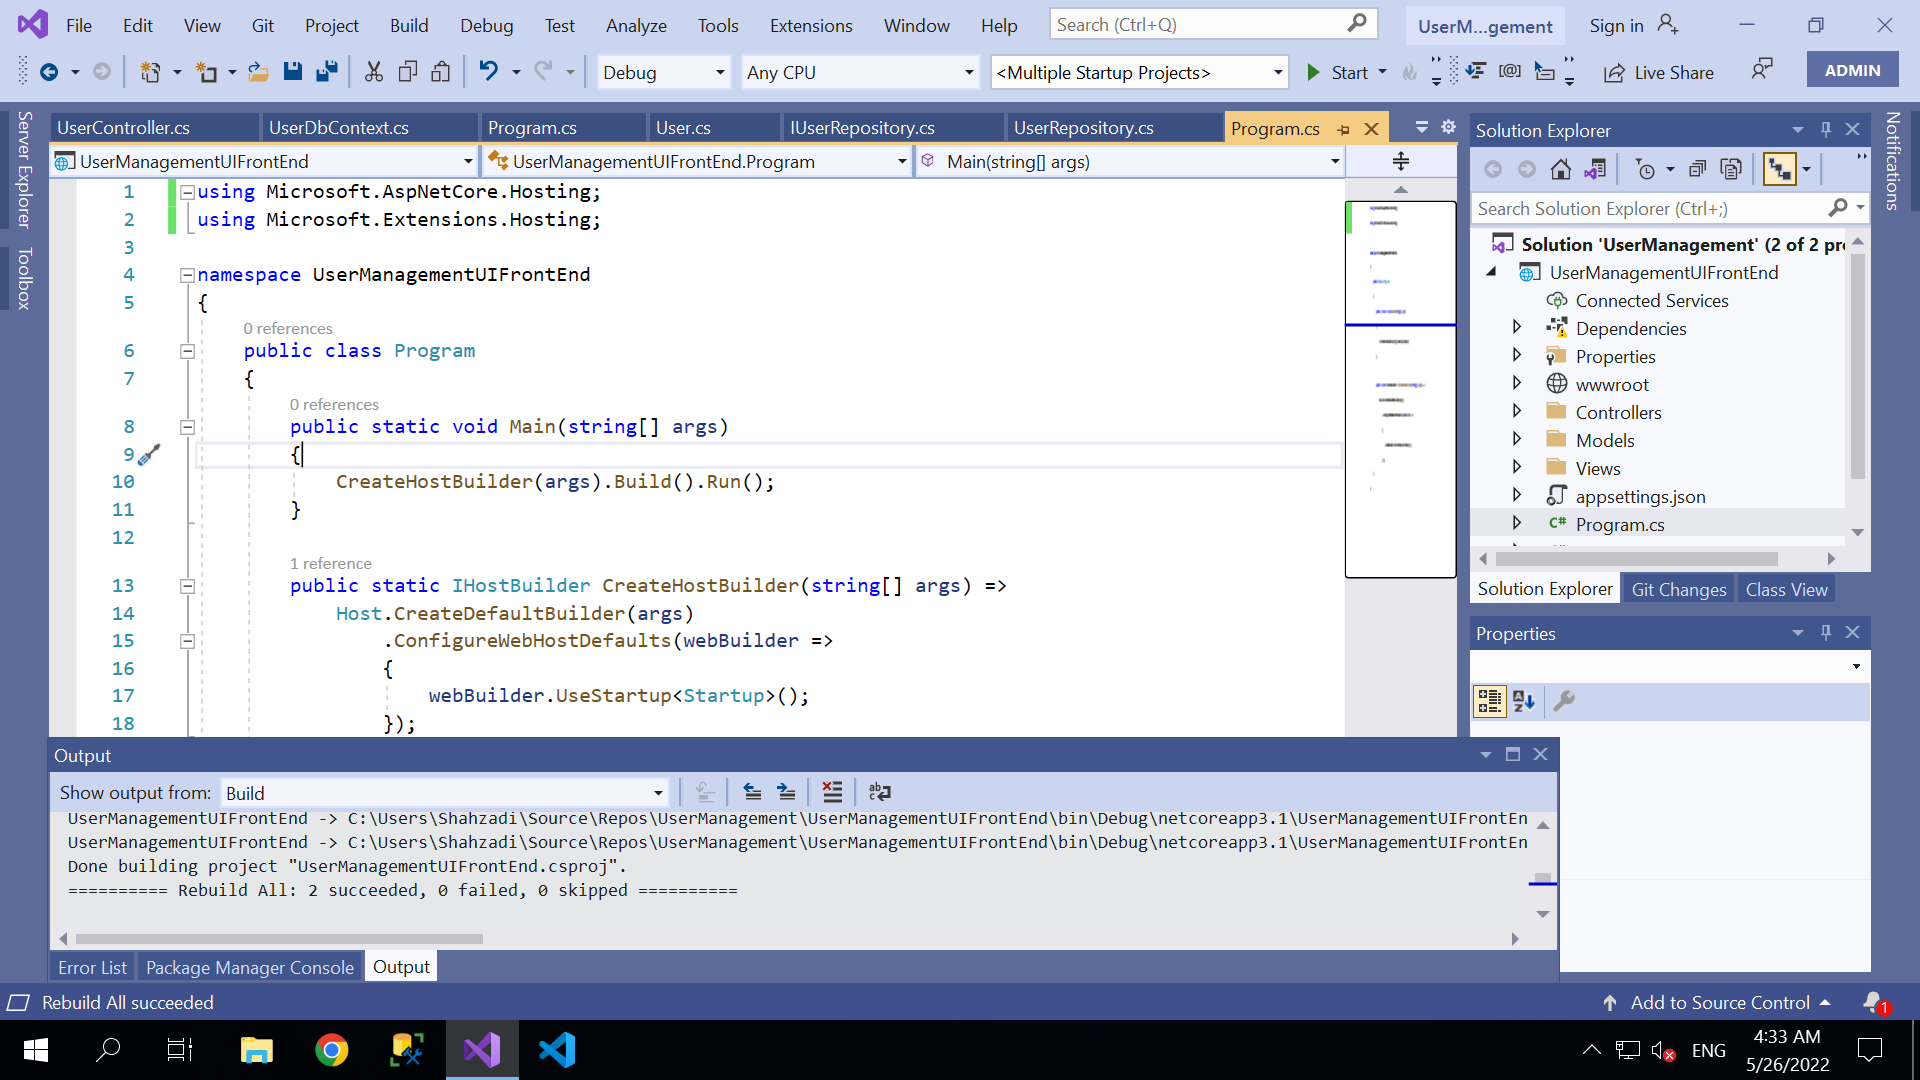 File Edit View Git Project Build Debug Test Analyze Tools Extensions Window Help Search (Ctrl+Q) UserM...gement Sign in
Debug Any CPU <Multiple Startup Projects> Start Live Share ADMIN
Server Explorer
Toolbox
UserController.cs UserDbContext.cs Program.cs User.cs IUserRepository.cs UserRepository.cs Program.cs
UserManagementUIFrontEnd UserManagementUIFrontEnd.Program Main(string[] args)
1 using Microsoft.AspNetCore.Hosting;
2 using Microsoft.Extensions.Hosting;
3
4 namespace UserManagementUIFrontEnd
5 {
0 references
6 public class Program
7 {
0 references
8 public static void Main(string[] args)
9 {
10 CreateHostBuilder(args).Build().Run();
11 }
12
1 reference
13 public static IHostBuilder CreateHostBuilder(string[] args) =>
14 Host.CreateDefaultBuilder(args)
15 .ConfigureWebHostDefaults(webBuilder =>
16 {
17 webBuilder.UseStartup<Startup>();
18 });
Solution Explorer
Search Solution Explorer (Ctrl+;)
Solution 'UserManagement' (2 of 2 pr
UserManagementUIFrontEnd
Connected Services
Dependencies
Properties
wwwroot
Controllers
Models
Views
appsettings.json
C# Program.cs
Solution Explorer Git Changes Class View
Properties
Notifications
Output
Show output from: Build
UserManagementUIFrontEnd -> C:\Users\Shahzadi\Source\Repos\UserManagement\UserManagementUIFrontEnd\bin\Debug\netcoreapp3.1\UserManagementUIFrontEn
UserManagementUIFrontEnd -> C:\Users\Shahzadi\Source\Repos\UserManagement\UserManagementUIFrontEnd\bin\Debug\netcoreapp3.1\UserManagementUIFrontEn
Done building project "UserManagementUIFrontEnd.csproj".
========== Rebuild All: 2 succeeded, 0 failed, 0 skipped ==========
Error List Package Manager Console Output
Rebuild All succeeded Add to Source Control 1
ENG 4:33 AM
5/26/2022